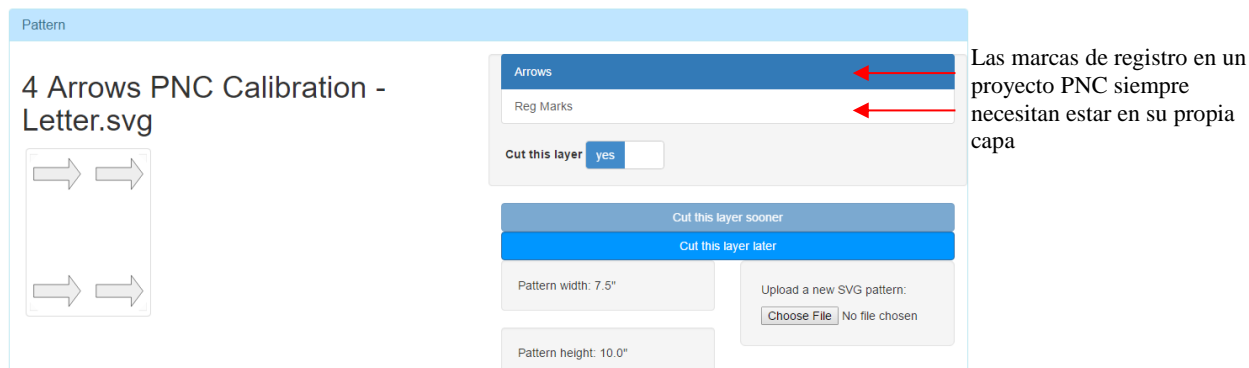 Pattern
4 Arrows PNC Calibration -
Letter.svg
Arrows
Reg Marks
Cut this layer yes
Cut this layer sooner
Cut this layer later
Pattern width: 7.5"
Upload a new SVG pattern:
Choose File No file chosen
Pattern height: 10.0"
Las marcas de registro en un
proyecto PNC siempre
necesitan estar en su propia
capa